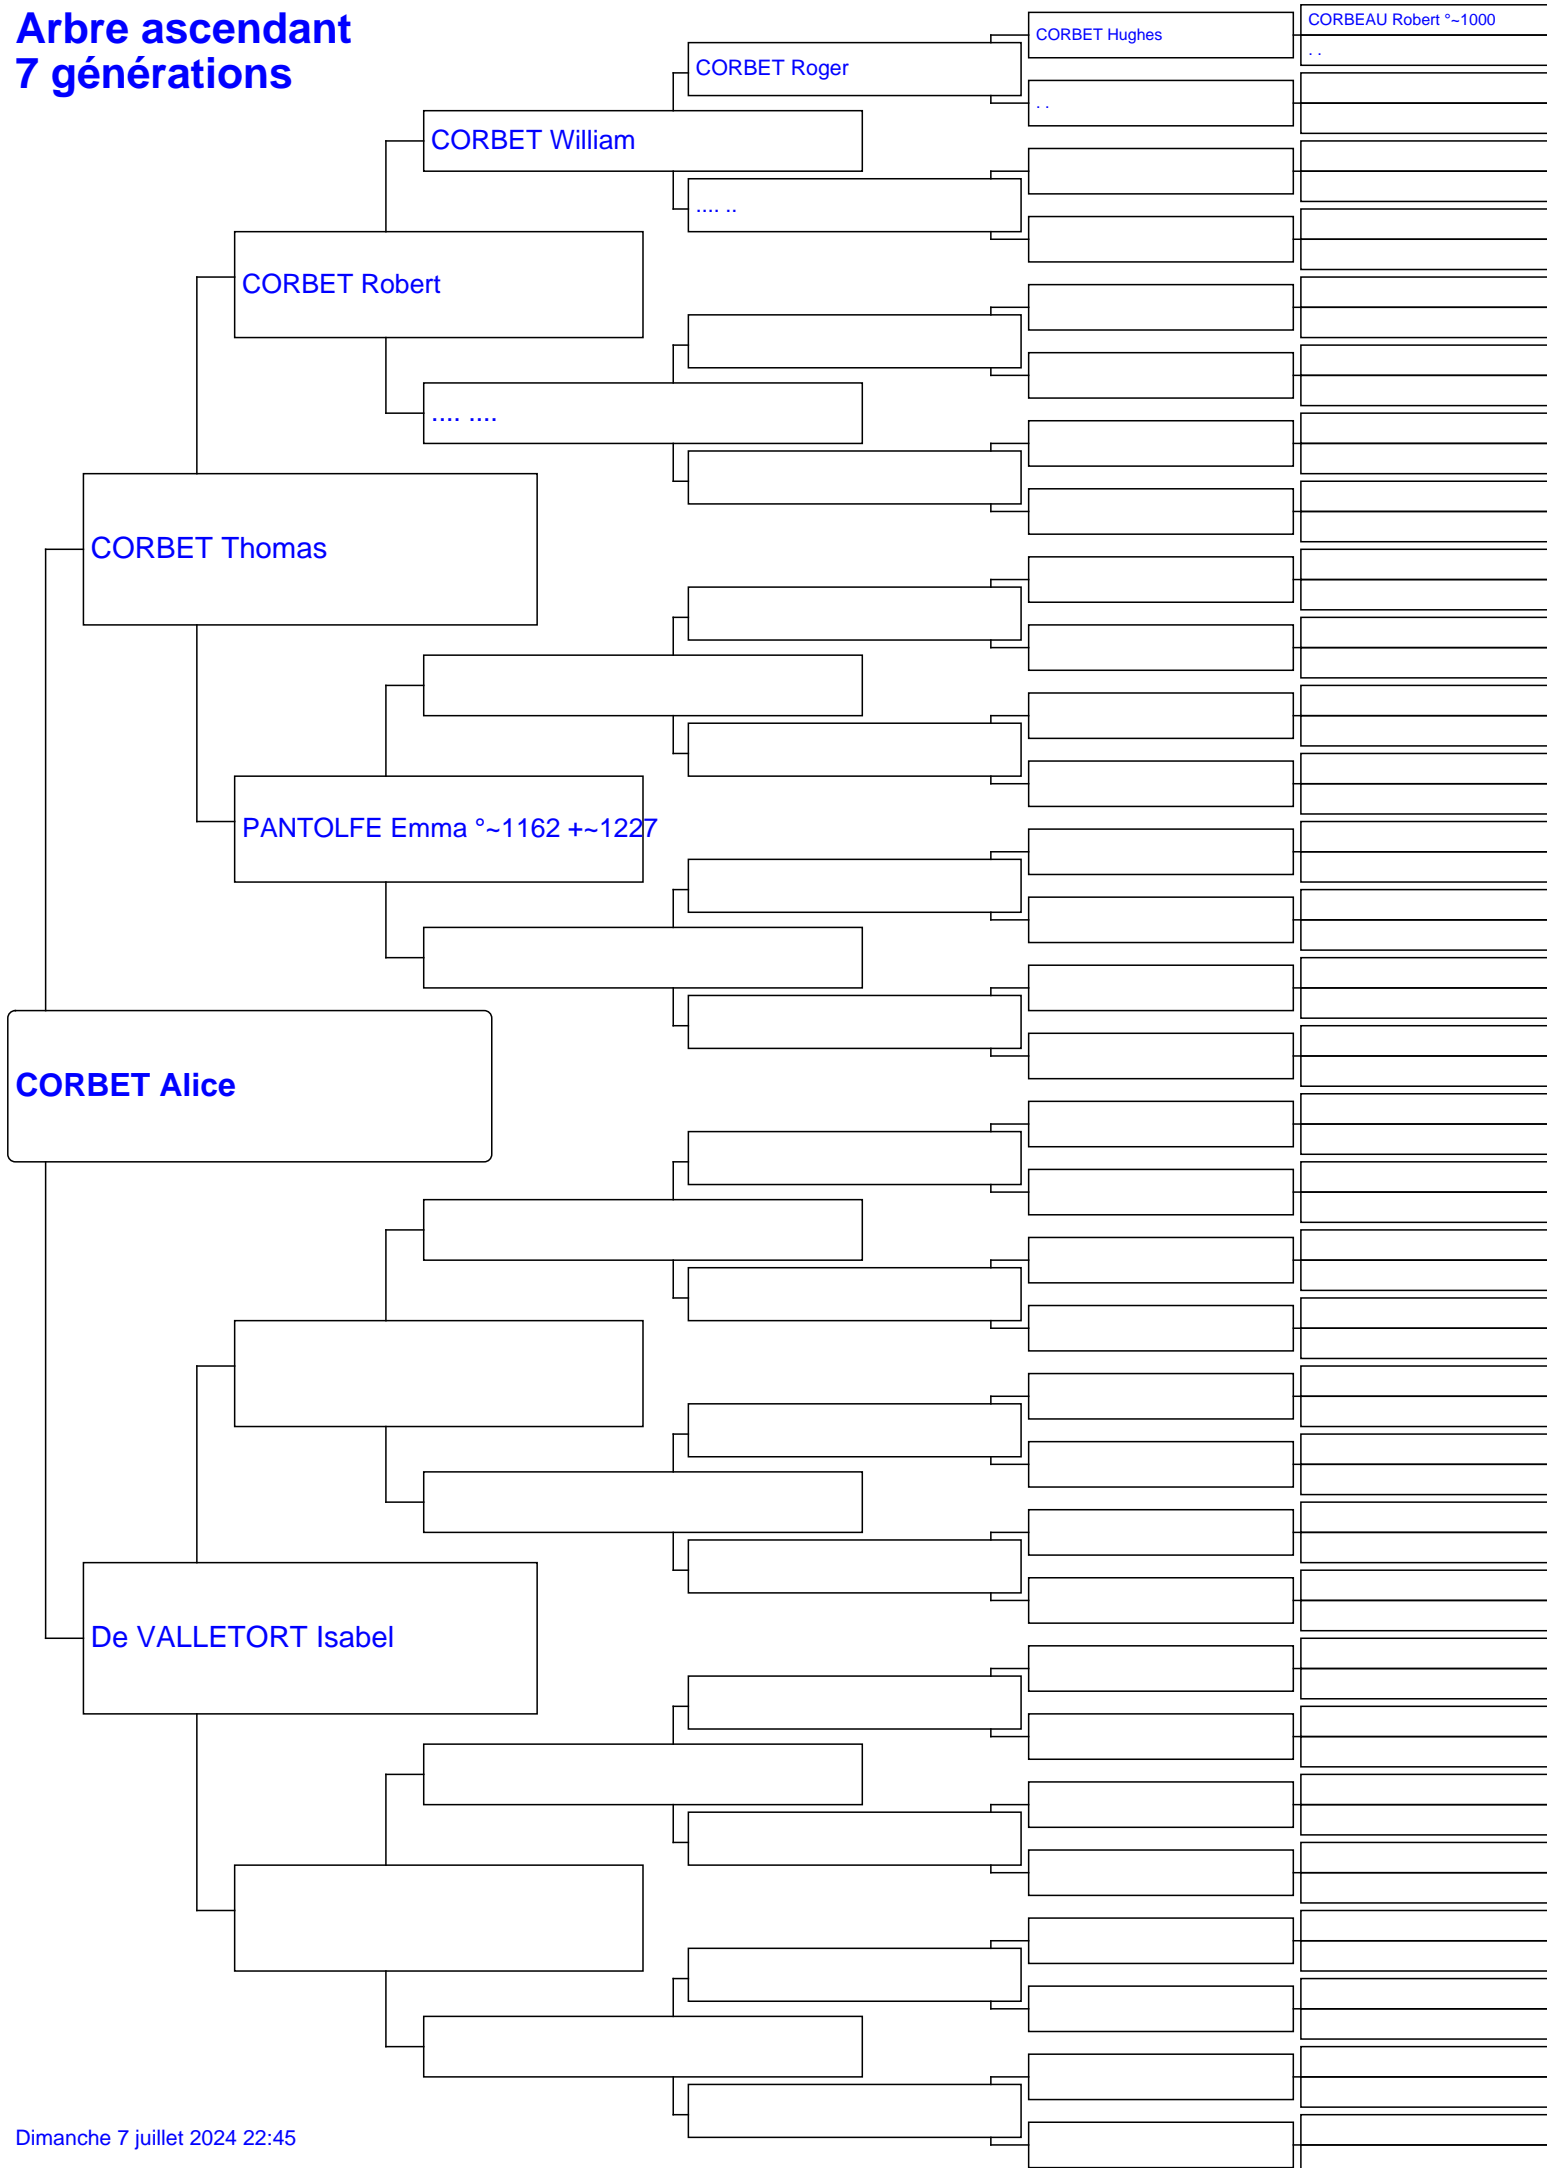 Arbre ascendant
7 générations
CORBEAU Robert °~1000
. .
CORBET Hughes
CORBET Roger
. .
CORBET William
.... ..
CORBET Robert
.... ....
CORBET Thomas
PANTOLFE Emma °~1162 +~1227
CORBET Alice
De VALLETORT Isabel
Dimanche 7 juillet 2024 22:45